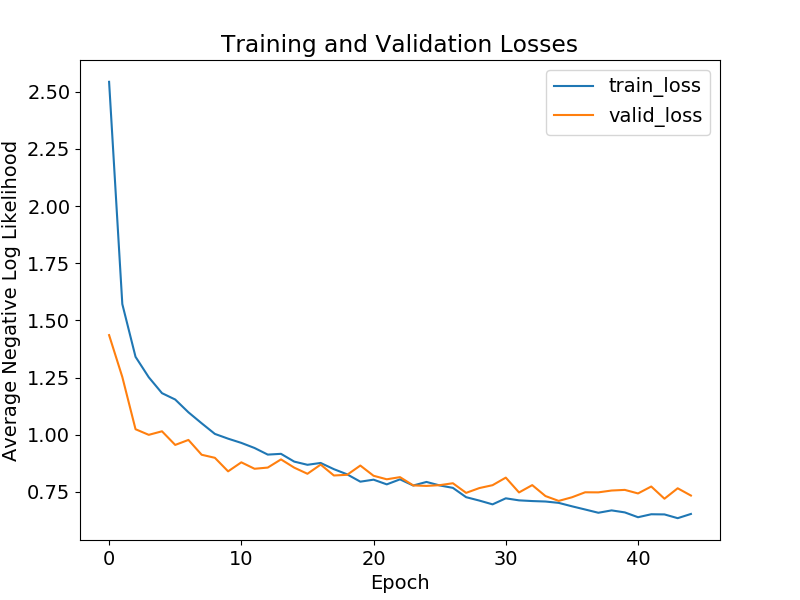 Training and Validation Losses
train_loss
valid_loss
Average Negative Log Likelihood
2.50
2.25
2.00
1.75
1.50
1.25
1.00
0.75
0
10
20
30
40
Epoch